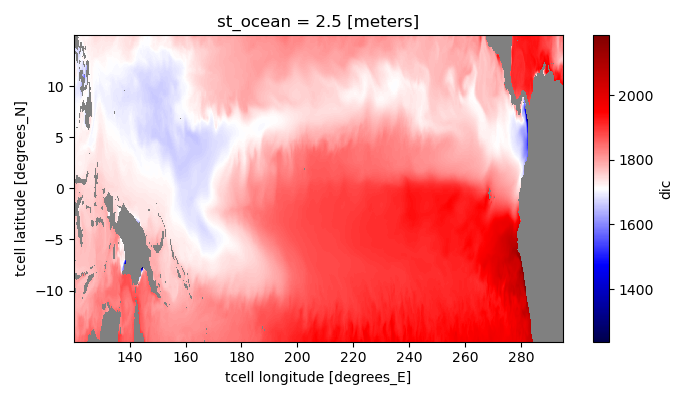 st_ocean = 2.5 [meters]
10
5
0
−5
−10
tcell latitude [degrees_N]
140 160 180 200 220 240 260 280
tcell longitude [degrees_E]
2000
1800
1600
1400
dic